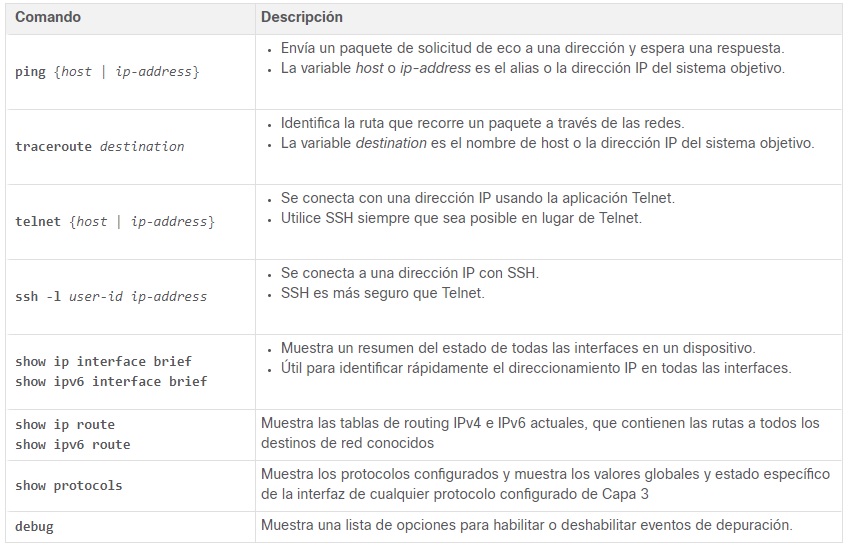 Comando Descripción
ping {host | ip-address}
• Envía un paquete de solicitud de eco a una dirección y espera una respuesta.
• La variable host o ip-address es el alias o la dirección IP del sistema objetivo.
traceroute destination
• Identifica la ruta que recorre un paquete a través de las redes.
• La variable destination es el nombre de host o la dirección IP del sistema objetivo.
telnet {host | ip-address}
• Se conecta con una dirección IP usando la aplicación Telnet.
• Utilice SSH siempre que sea posible en lugar de Telnet.
ssh -l user-id ip-address
• Se conecta a una dirección IP con SSH.
• SSH es más seguro que Telnet.
show ip interface brief
show ipv6 interface brief
• Muestra un resumen del estado de todas las interfaces en un dispositivo.
• Útil para identificar rápidamente el direccionamiento IP en todas las interfaces.
show ip route
show ipv6 route
Muestra las tablas de routing IPv4 e IPv6 actuales, que contienen las rutas a todos los
destinos de red conocidos
show protocols
Muestra los protocolos configurados y muestra los valores globales y estado específico
de la interfaz de cualquier protocolo configurado de Capa 3
debug
Muestra una lista de opciones para habilitar o deshabilitar eventos de depuración.